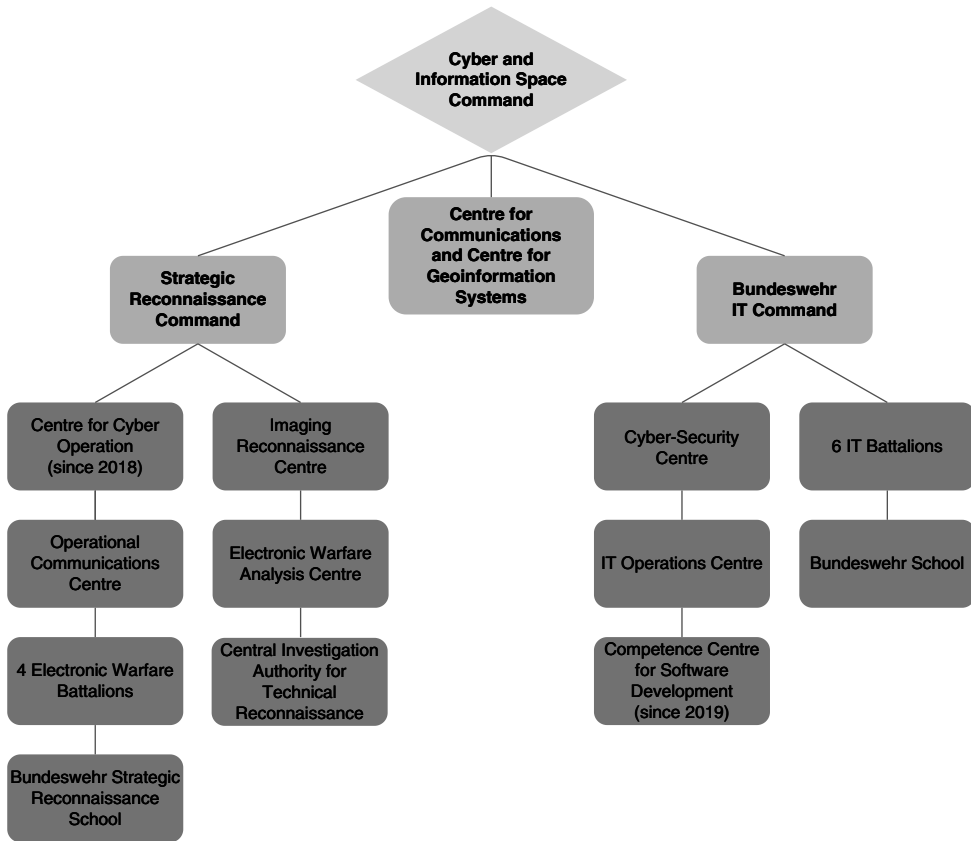 Cyber and
Information Space
Command
Centre for
Communications
and Centre for
Geoinformation
Systems
Strategic
Reconnaissance
Command
Bundeswehr
IT Command
Centre for Cyber
Operation
(since 2018)
Imaging
Reconnaissance
Centre
Cyber-Security
Centre
6 IT Battalions
Operational
Communications
Centre
Electronic Warfare
Analysis Centre
IT Operations Centre
Bundeswehr School
4 Electronic Warfare
Battalions
Central Investigation
Authority for
Technical
Reconnaissance
Competence Centre
for Software
Development
(since 2019)
Bundeswehr Strategic
Reconnaissance
School